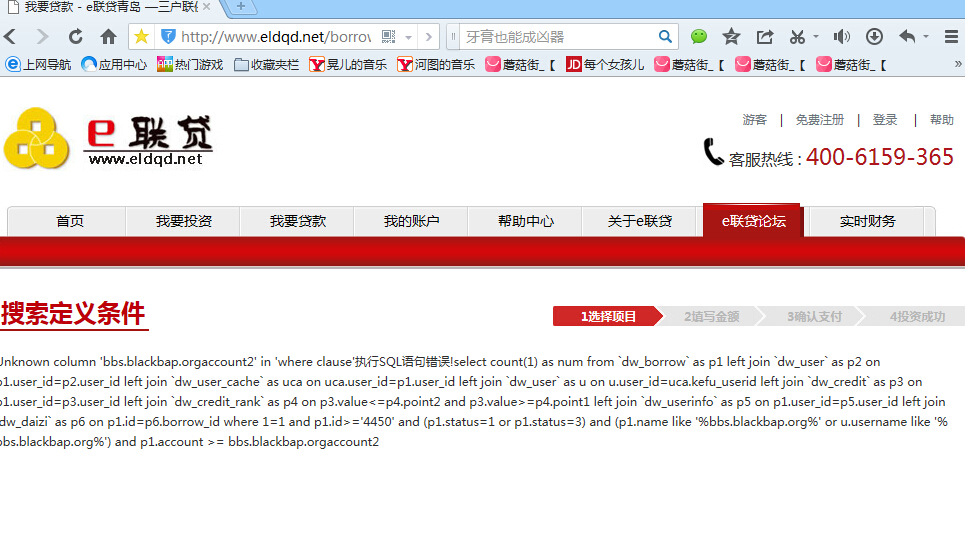 我要贷款 - e联贷青岛 —三户联
http://www.eldqd.net/borrow
牙膏也能成凶器
上网导航 应用中心 热门游戏 收藏夹栏 晃儿的音乐 河图的音乐 蘑菇街_【 每个女孩儿 蘑菇街_【 蘑菇街_【 蘑菇街_【 »
游客 | 免费注册 | 登录 | 帮助
e 联贷
www.eldqd.net
客服热线 : 400-6159-365
首页 我要投资 我要贷款 我的账户 帮助中心 关于e联贷 e联贷论坛 实时财务
搜索定义条件
1选择项目 2填写金额 3确认支付 4投资成功
Unknown column 'bbs.blackbap.orgaccount2' in 'where clause'执行SQL语句错误!select count(1) as num from `dw_borrow` as p1 left join `dw_user` as p2 on
p1.user_id=p2.user_id left join `dw_user_cache` as uca on uca.user_id=p1.user_id left join `dw_user` as u on u.user_id=uca.kefu_userid left join `dw_credit` as p3 on
p1.user_id=p3.user_id left join `dw_credit_rank` as p4 on p3.value<=p4.point2 and p3.value>=p4.point1 left join `dw_userinfo` as p5 on p1.user_id=p5.user_id left join
`dw_daizi` as p6 on p1.id=p6.borrow_id where 1=1 and p1.id>='4450' and (p1.status=1 or p1.status=3) and (p1.name like '%bbs.blackbap.org%' or u.username like '%
bbs.blackbap.org%') and p1.account >= bbs.blackbap.orgaccount2